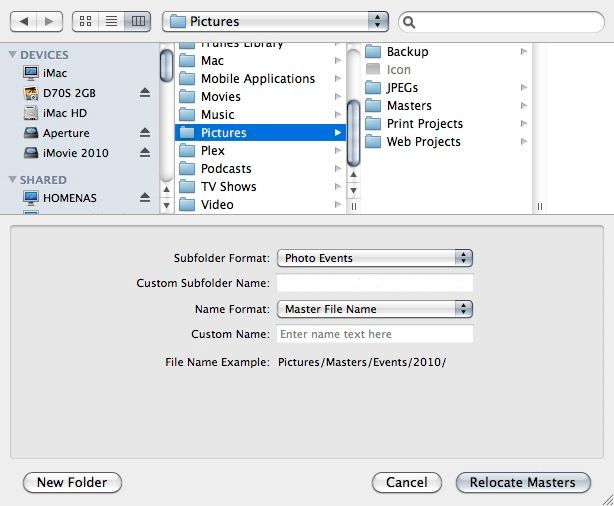 Pictures
DEVICES
iMac
D70S 2GB
iMac HD
Aperture
iMovie 2010
SHARED
HOMENAS
iTunes Library
Mac
Mobile Applications
Movies
Music
Pictures
Plex
Podcasts
TV Shows
Video
Backup
Icon
JPEGs
Masters
Print Projects
Web Projects
Subfolder Format: Photo Events
Custom Subfolder Name:
Name Format: Master File Name
Custom Name: Enter name text here
File Name Example: Pictures/Masters/Events/2010/
New Folder
Cancel
Relocate Masters